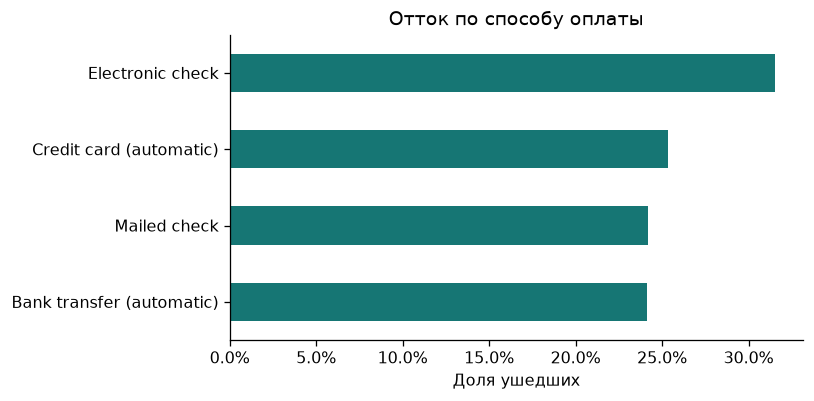 Отток по способу оплаты
Electronic check
Credit card (automatic)
Mailed check
Bank transfer (automatic)
0.0% 5.0% 10.0% 15.0% 20.0% 25.0% 30.0%
Доля ушедших